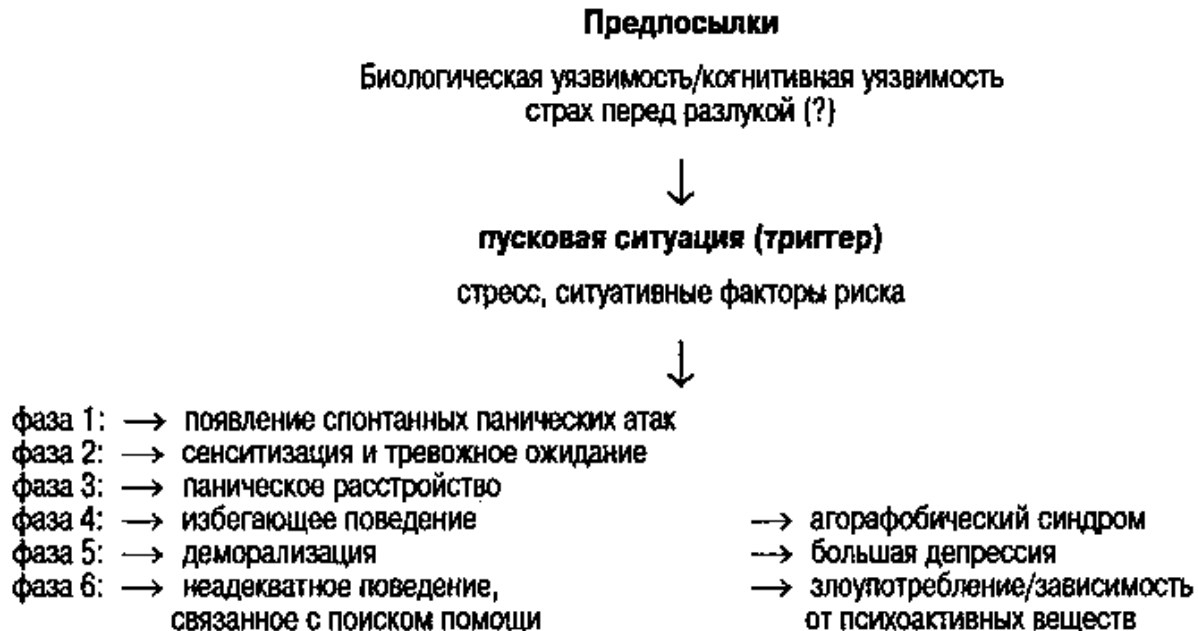 Предпосылки
Биологическая уязвимость/когнитивная уязвимость
страх перед разлукой (?)
↓
пусковая ситуация (триггер)
стресс, ситуативные факторы риска
↓
фаза 1: → появление спонтанных панических атак
фаза 2: → сенситизация и тревожное ожидание
фаза 3: → паническое расстройство
фаза 4: → избегающее поведение → агорафобический синдром
фаза 5: → деморализация → большая депрессия
фаза 6: → неадекватное поведение, → злоупотребление/зависимость
связанное с поиском помощи от психоактивных веществ